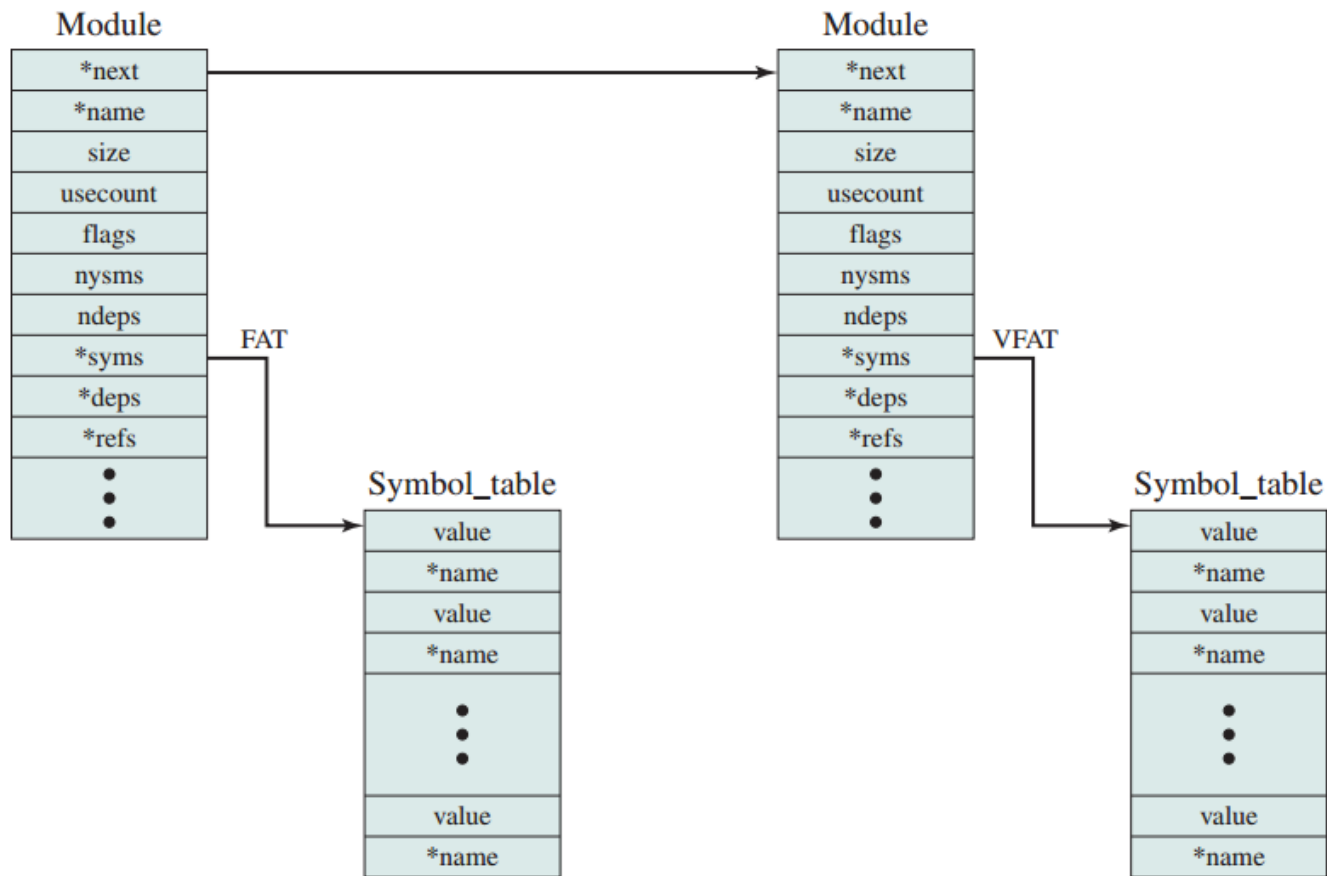 Module
*next
*name
size
usecount
flags
nysms
ndeps
*syms
*deps
*refs
FAT
Symbol_table
value
*name
value
*name
value
*name
Module
*next
*name
size
usecount
flags
nysms
ndeps
*syms
*deps
*refs
VFAT
Symbol_table
value
*name
value
*name
value
*name